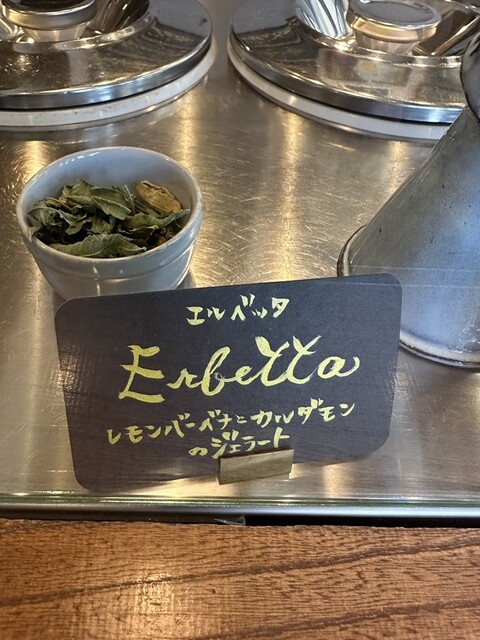 エルベッタ
Erbetta
レモンバーベナとカルダモン
のジェラート